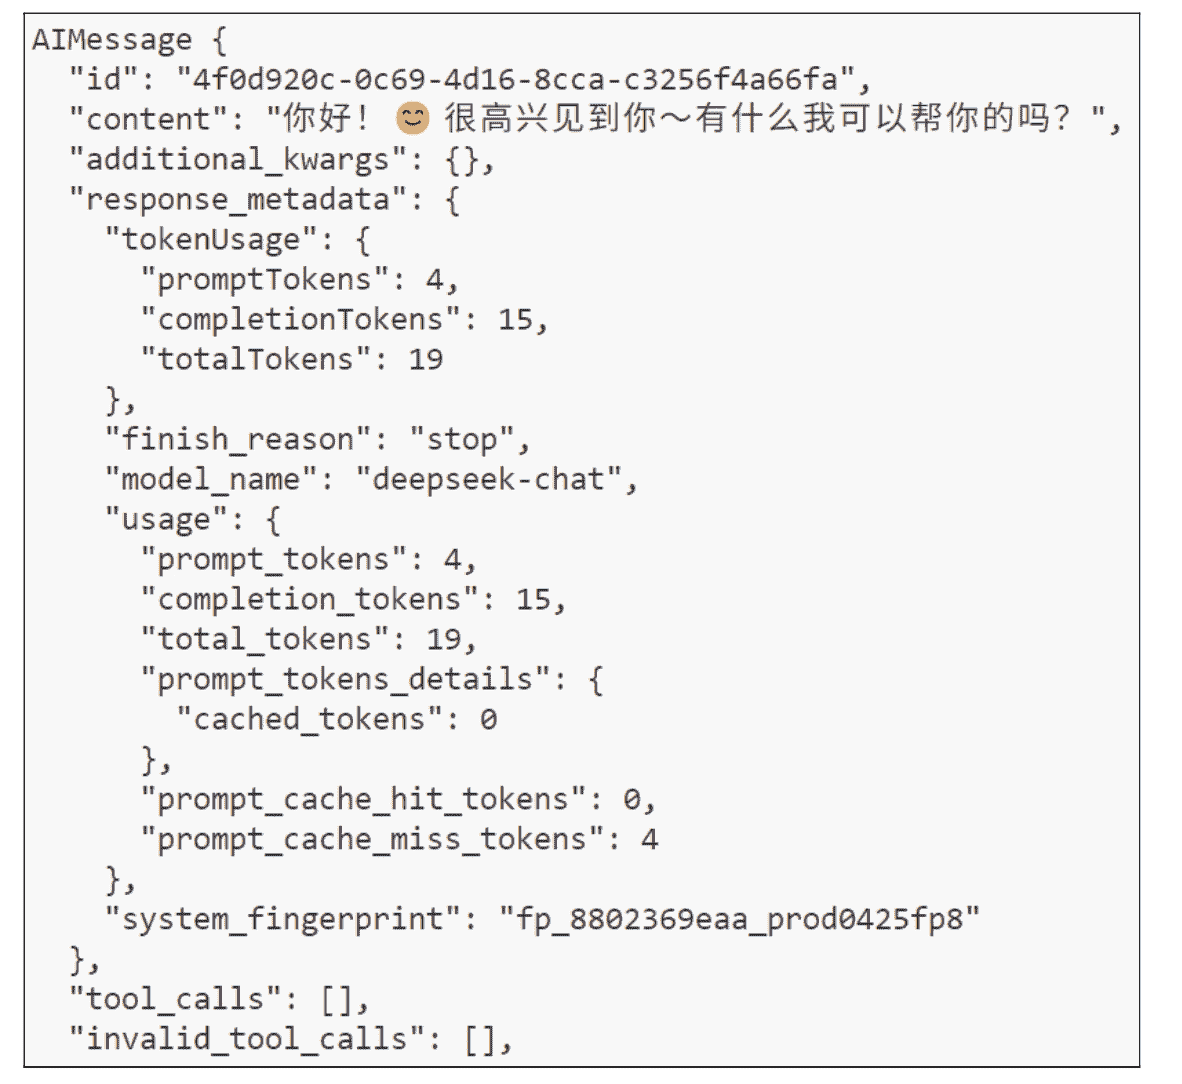 AIMessage {
  "id": "4f0d920c-0c69-4d16-8cca-c3256f4a66fa",
  "content": "你好！😊 很高兴见到你～有什么我可以帮你的吗？",
  "additional_kwargs": {},
  "response_metadata": {
    "tokenUsage": {
      "promptTokens": 4,
      "completionTokens": 15,
      "totalTokens": 19
    },
    "finish_reason": "stop",
    "model_name": "deepseek-chat",
    "usage": {
      "prompt_tokens": 4,
      "completion_tokens": 15,
      "total_tokens": 19,
      "prompt_tokens_details": {
        "cached_tokens": 0
      },
      "prompt_cache_hit_tokens": 0,
      "prompt_cache_miss_tokens": 4
    },
    "system_fingerprint": "fp_8802369eaa_prod0425fp8"
  },
  "tool_calls": [],
  "invalid_tool_calls": [],